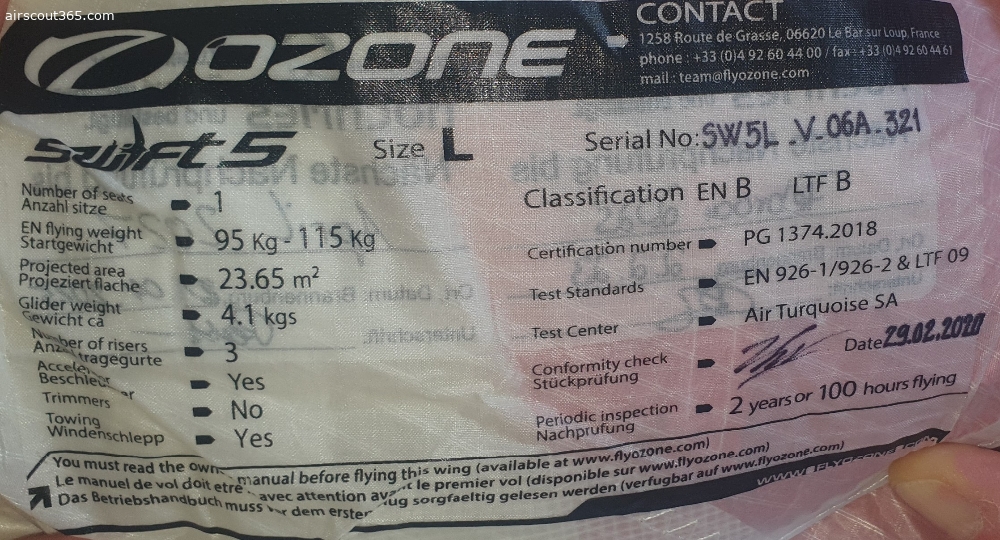 airscout365.com
OZONE
CONTACT
1258 Route de Grasse, 06620 Le Bar sur Loup, France
phone : +33 (0)4 92 60 44 00 / fax : +33 (0)4 92 60 44 61
mail : team@flyozone.com
Swift 5
Size L
Serial No: SW5L -V-06A-321
Classification EN B LTF B
Number of seats
Anzahl sitze
1
EN flying weight
Startgewicht
95 Kg - 115 Kg
Projected area
Projeziert flache
23.65 m²
Glider weight
Gewicht ca
4.1 kgs
Number of risers
tragegurte
3
Yes
Trimmers
No
Towing
Windenschlepp
Yes
Certification number
PG 1374.2018
Test Standards
EN 926-1/926-2 & LTF 09
Test Center
Air Turquoise SA
Conformity check
Stückprüfung
Date 29.02.2020
Periodic inspection
Nachprüfung
2 years or 100 hours flying
You must read the manual before flying this wing (available at www.flyozone.com)
Le manuel de vol doit etre avec attention le premier vol (disponible sur www.flyozone.com)
Das Betriebshandbuch muss dem erster sorgfaeltig gelesen werden (verfugbar auf www.flyozone.com)
WWW.FLYOZONE.COM